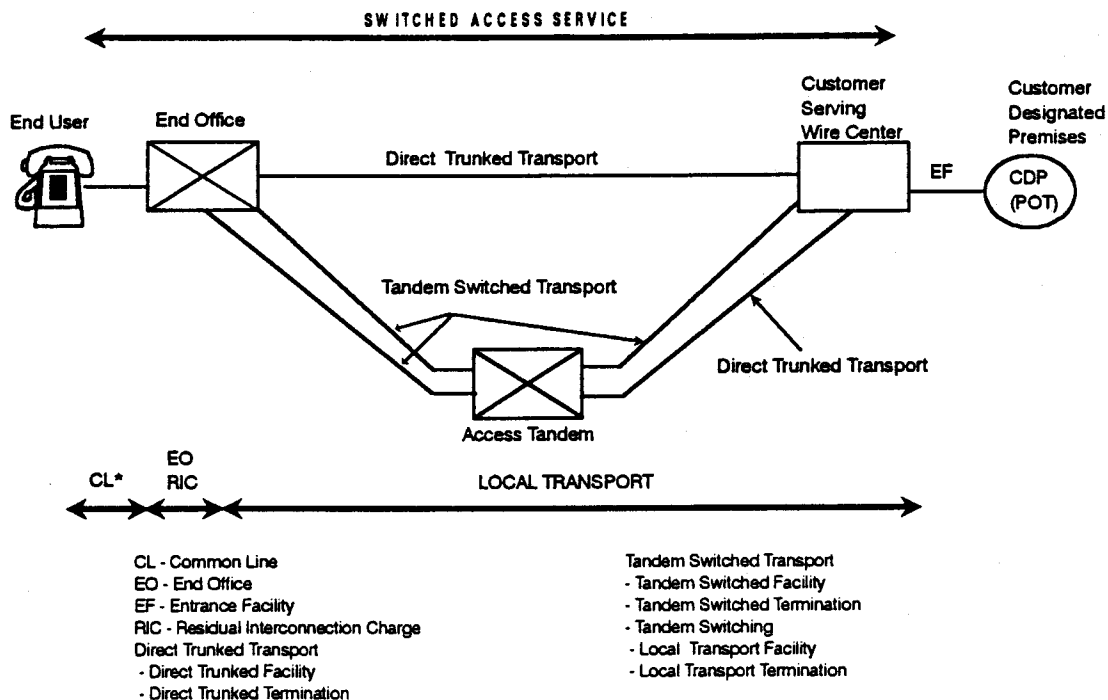 SWITCHED ACCESS SERVICE
Customer
Serving
Wire Center
Customer
Designated
Premises
End User
End Office
Direct Trunked Transport
EF
CDP
(POT)
Tandem Switched Transport
Direct Trunked Transport
Access Tandem
CL*
EO
RIC
LOCAL TRANSPORT
CL - Common Line
EO - End Office
EF - Entrance Facility
RIC - Residual Interconnection Charge
Direct Trunked Transport
- Direct Trunked Facility
- Direct Trunked Termination
Tandem Switched Transport
- Tandem Switched Facility
- Tandem Switched Termination
- Tandem Switching
- Local Transport Facility
- Local Transport Termination